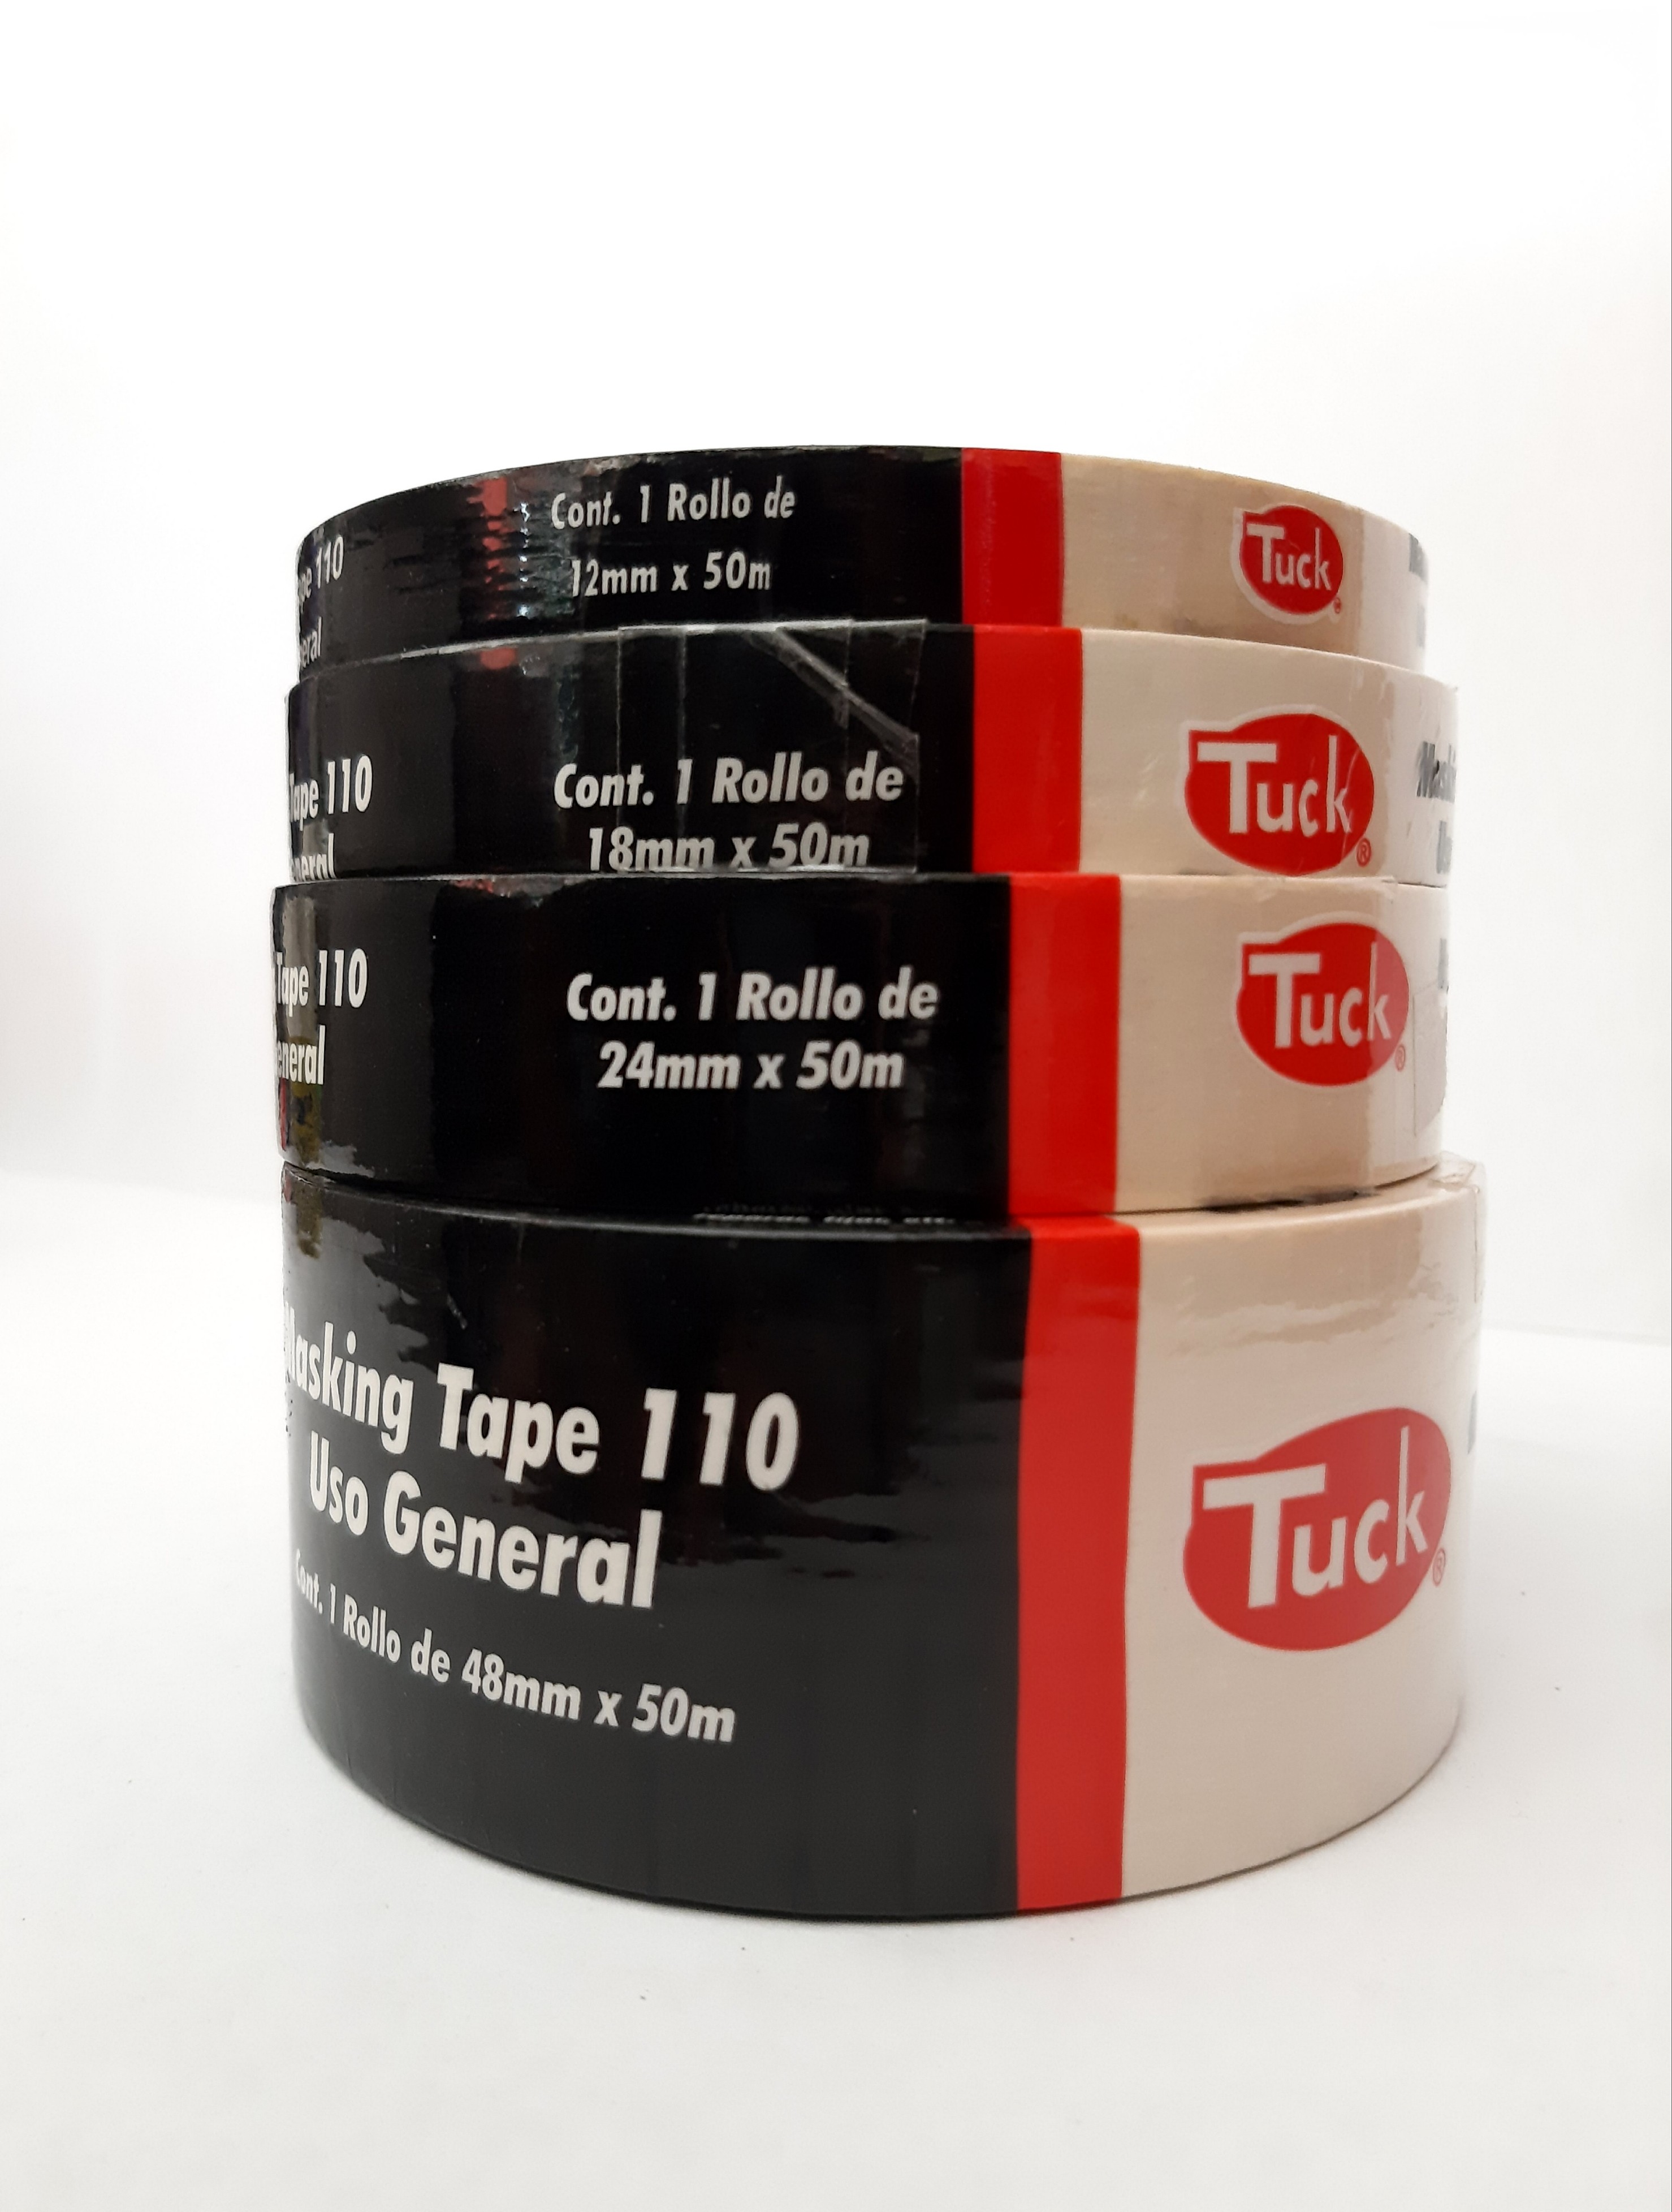 110
Cont. 1 Rollo de
12mm x 50m
Tuck
Tape 110
Cont. 1 Rollo de
18mm x 50m
Tuck®
Tape 110
Cont. 1 Rollo de
24mm x 50m
Tuck®
Masking Tape 110
Uso General
Cont. 1 Rollo de 48mm x 50m
Tuck®